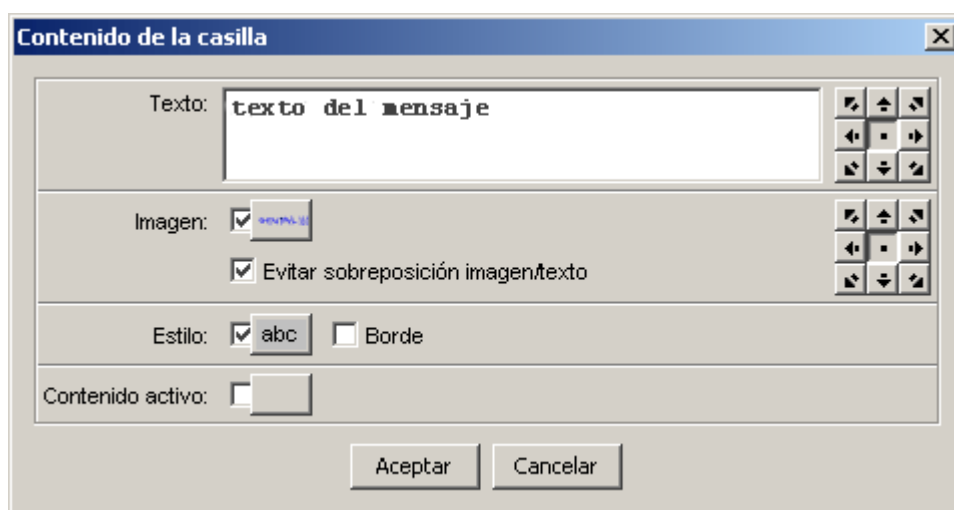 Contenido de la casilla
Texto:
texto del mensaje
Imagen:
Evitar sobreposición imagen/texto
Estilo:
abc
Borde
Contenido activo:
Aceptar
Cancelar